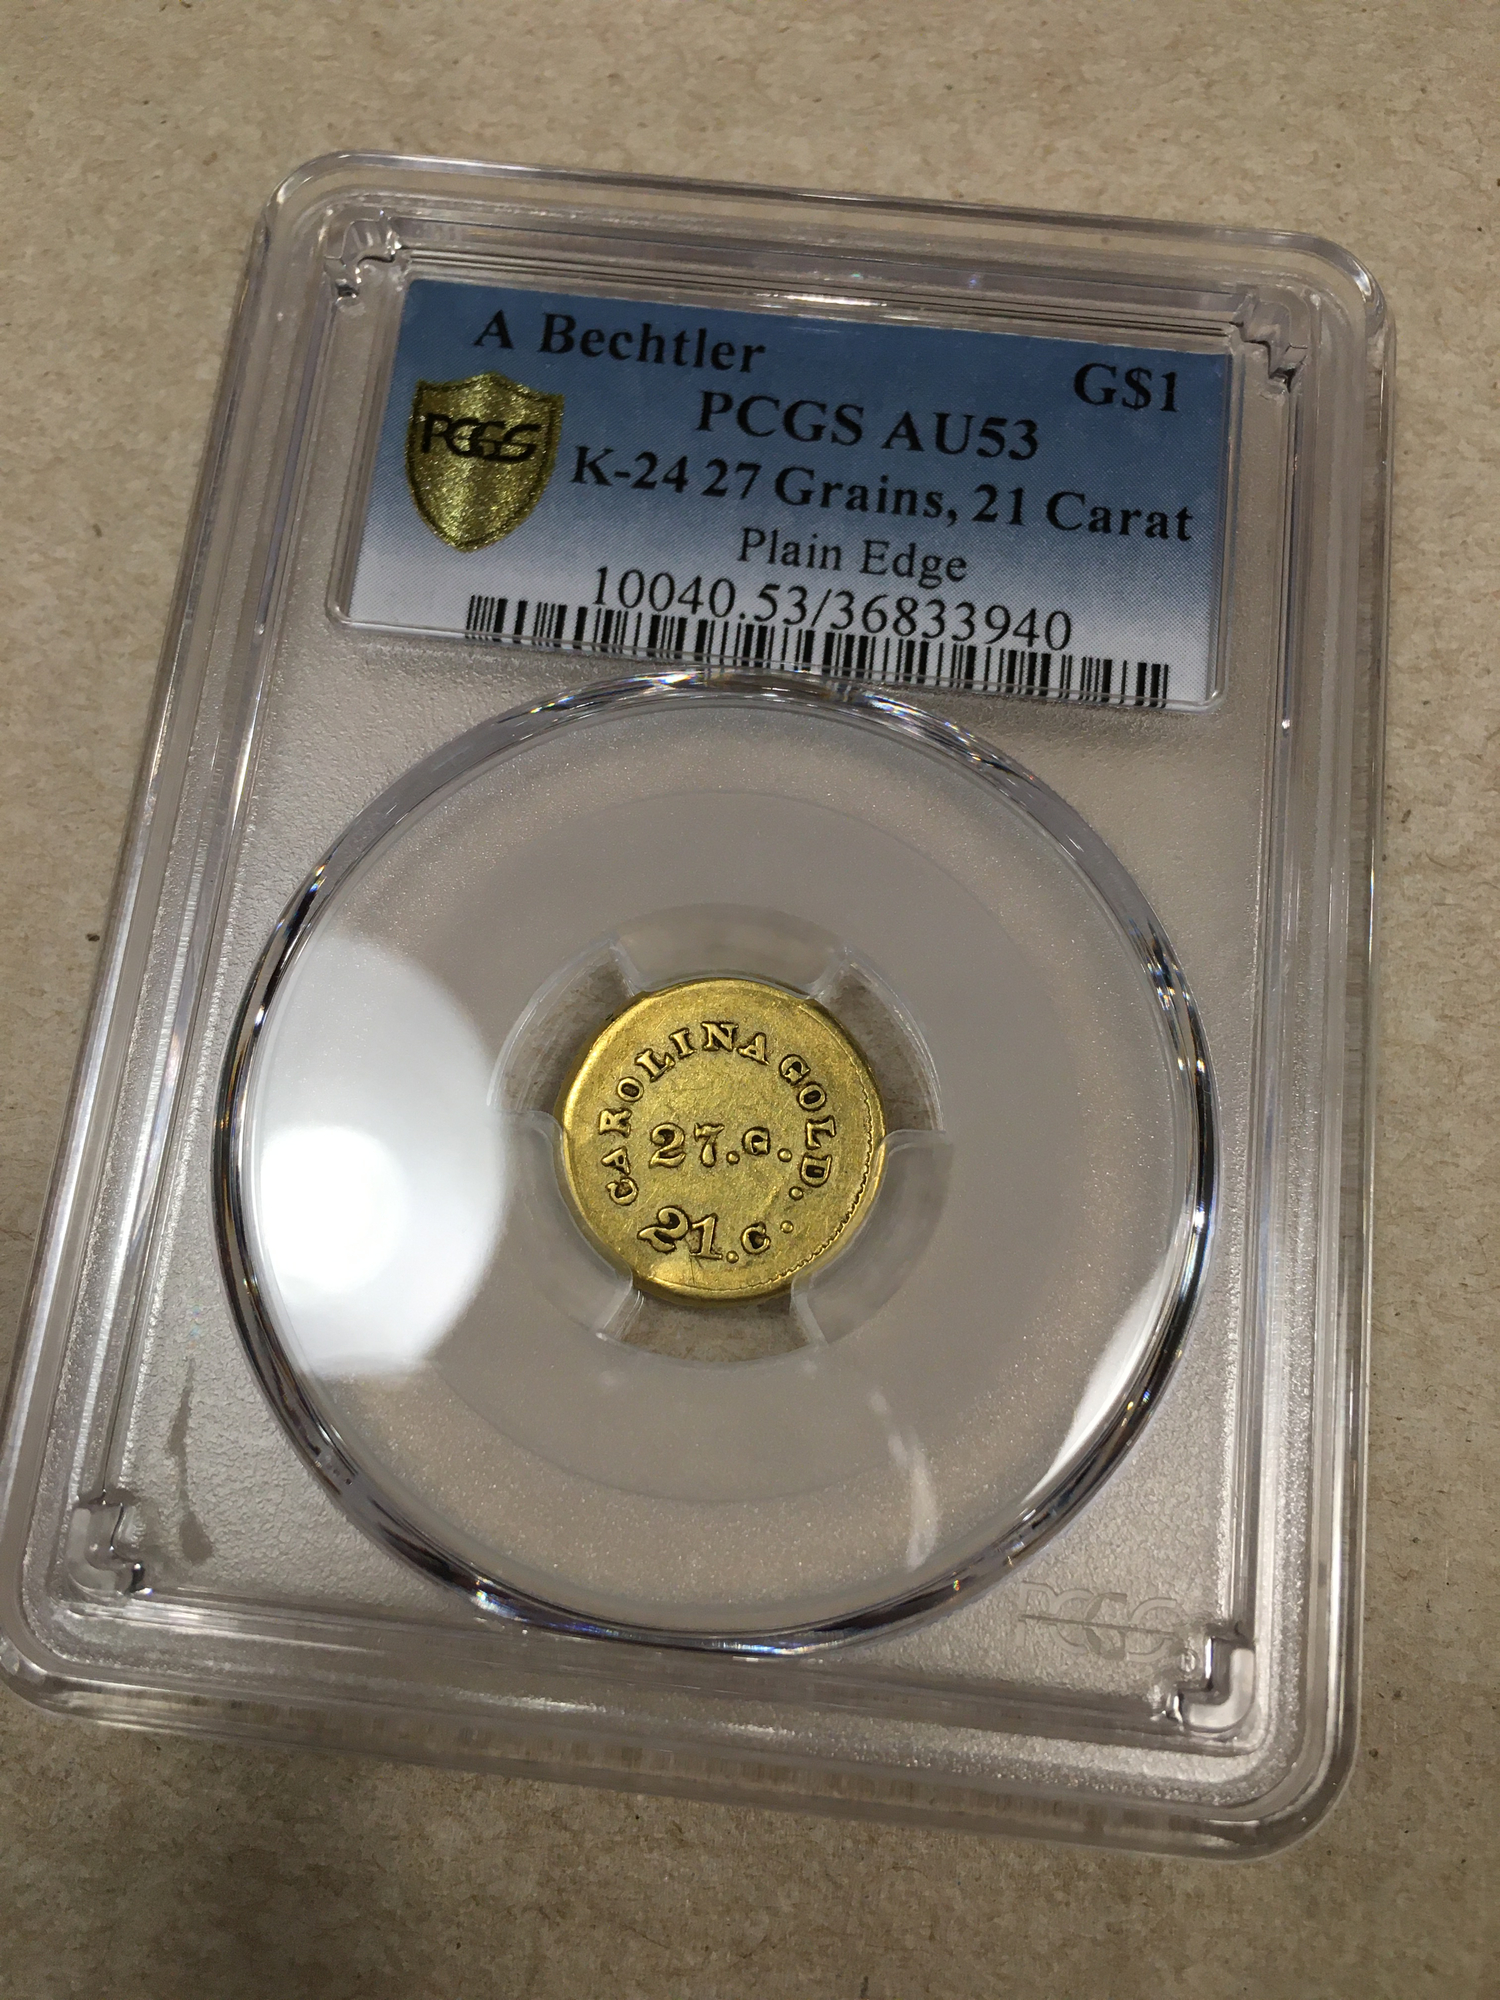 A Bechtler G$1
PCGS
PCGS AU53
K-24 27 Grains, 21 Carat
Plain Edge
10040.53/36833940
CAROLINA GOLD.
27.G.
21.C.
PCGS